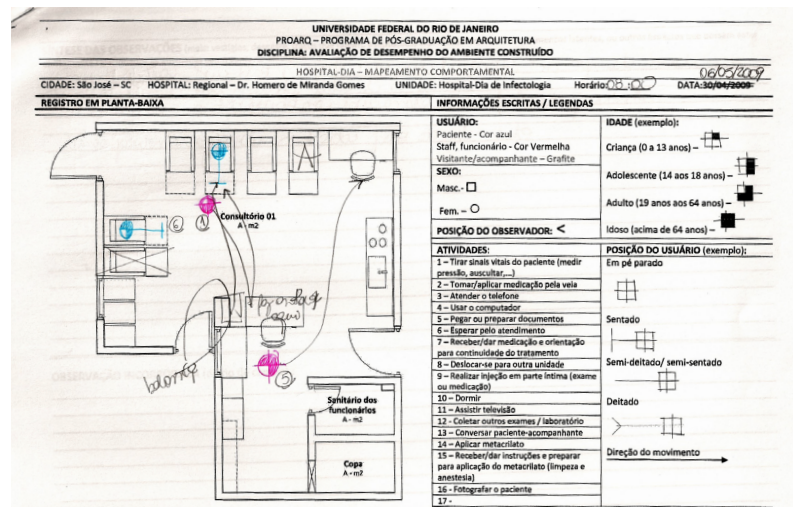 UNIVERSIDADE FEDERAL DO RIO DE JANEIRO
PROARQ – PROGRAMA DE PÓS-GRADUAÇÃO EM ARQUITETURA
DISCIPLINA: AVALIAÇÃO DE DESEMPENHO DO AMBIENTE CONSTRUÍDO
HOSPITAL-DIA – MAPEAMENTO COMPORTAMENTAL
06/05/2009
CIDADE: São José – SC HOSPITAL: Regional – Dr. Homero de Miranda Gomes UNIDADE: Hospital-Dia de Infectologia Horário: 08:00 DATA: 30/04/2009
REGISTRO EM PLANTA-BAIXA
Consultório 01
A - m2
6
1
5
Sanitário dos
funcionários
A - m2
Copa
A - m2
INFORMAÇÕES ESCRITAS / LEGENDAS
USUÁRIO:
Paciente - Cor azul
Staff, funcionário - Cor Vermelha
Visitante/acompanhante – Grafite
SEXO:
Masc.-
Fem. –
POSIÇÃO DO OBSERVADOR: <
IDADE (exemplo):
Criança (0 a 13 anos) –
Adolescente (14 aos 18 anos) –
Adulto (19 anos aos 64 anos) –
Idoso (acima de 64 anos) –
ATIVIDADES:
1 – Tirar sinais vitais do paciente (medir
pressão, auscultar,...)
2 – Tomar/aplicar medicação pela veia
3 – Atender o telefone
4 – Usar o computador
5 – Pegar ou preparar documentos
6 – Esperar pelo atendimento
7 – Receber/dar medicação e orientação
para continuidade do tratamento
8 – Deslocar-se para outra unidade
9 – Realizar injeção em parte íntima (exame
ou medicação)
10 – Dormir
11 – Assistir televisão
12 - Coletar outros exames / laboratório
13 – Conversar paciente-acompanhante
14 – Aplicar metacrilato
15 – Receber/dar instruções e preparar
para aplicação do metacrilato (limpeza e
anestesia)
16 - Fotografar o paciente
17 -
POSIÇÃO DO USUÁRIO (exemplo):
Em pé parado
Sentado
Semi-deitado/ semi-sentado
Deitado
Direção do movimento